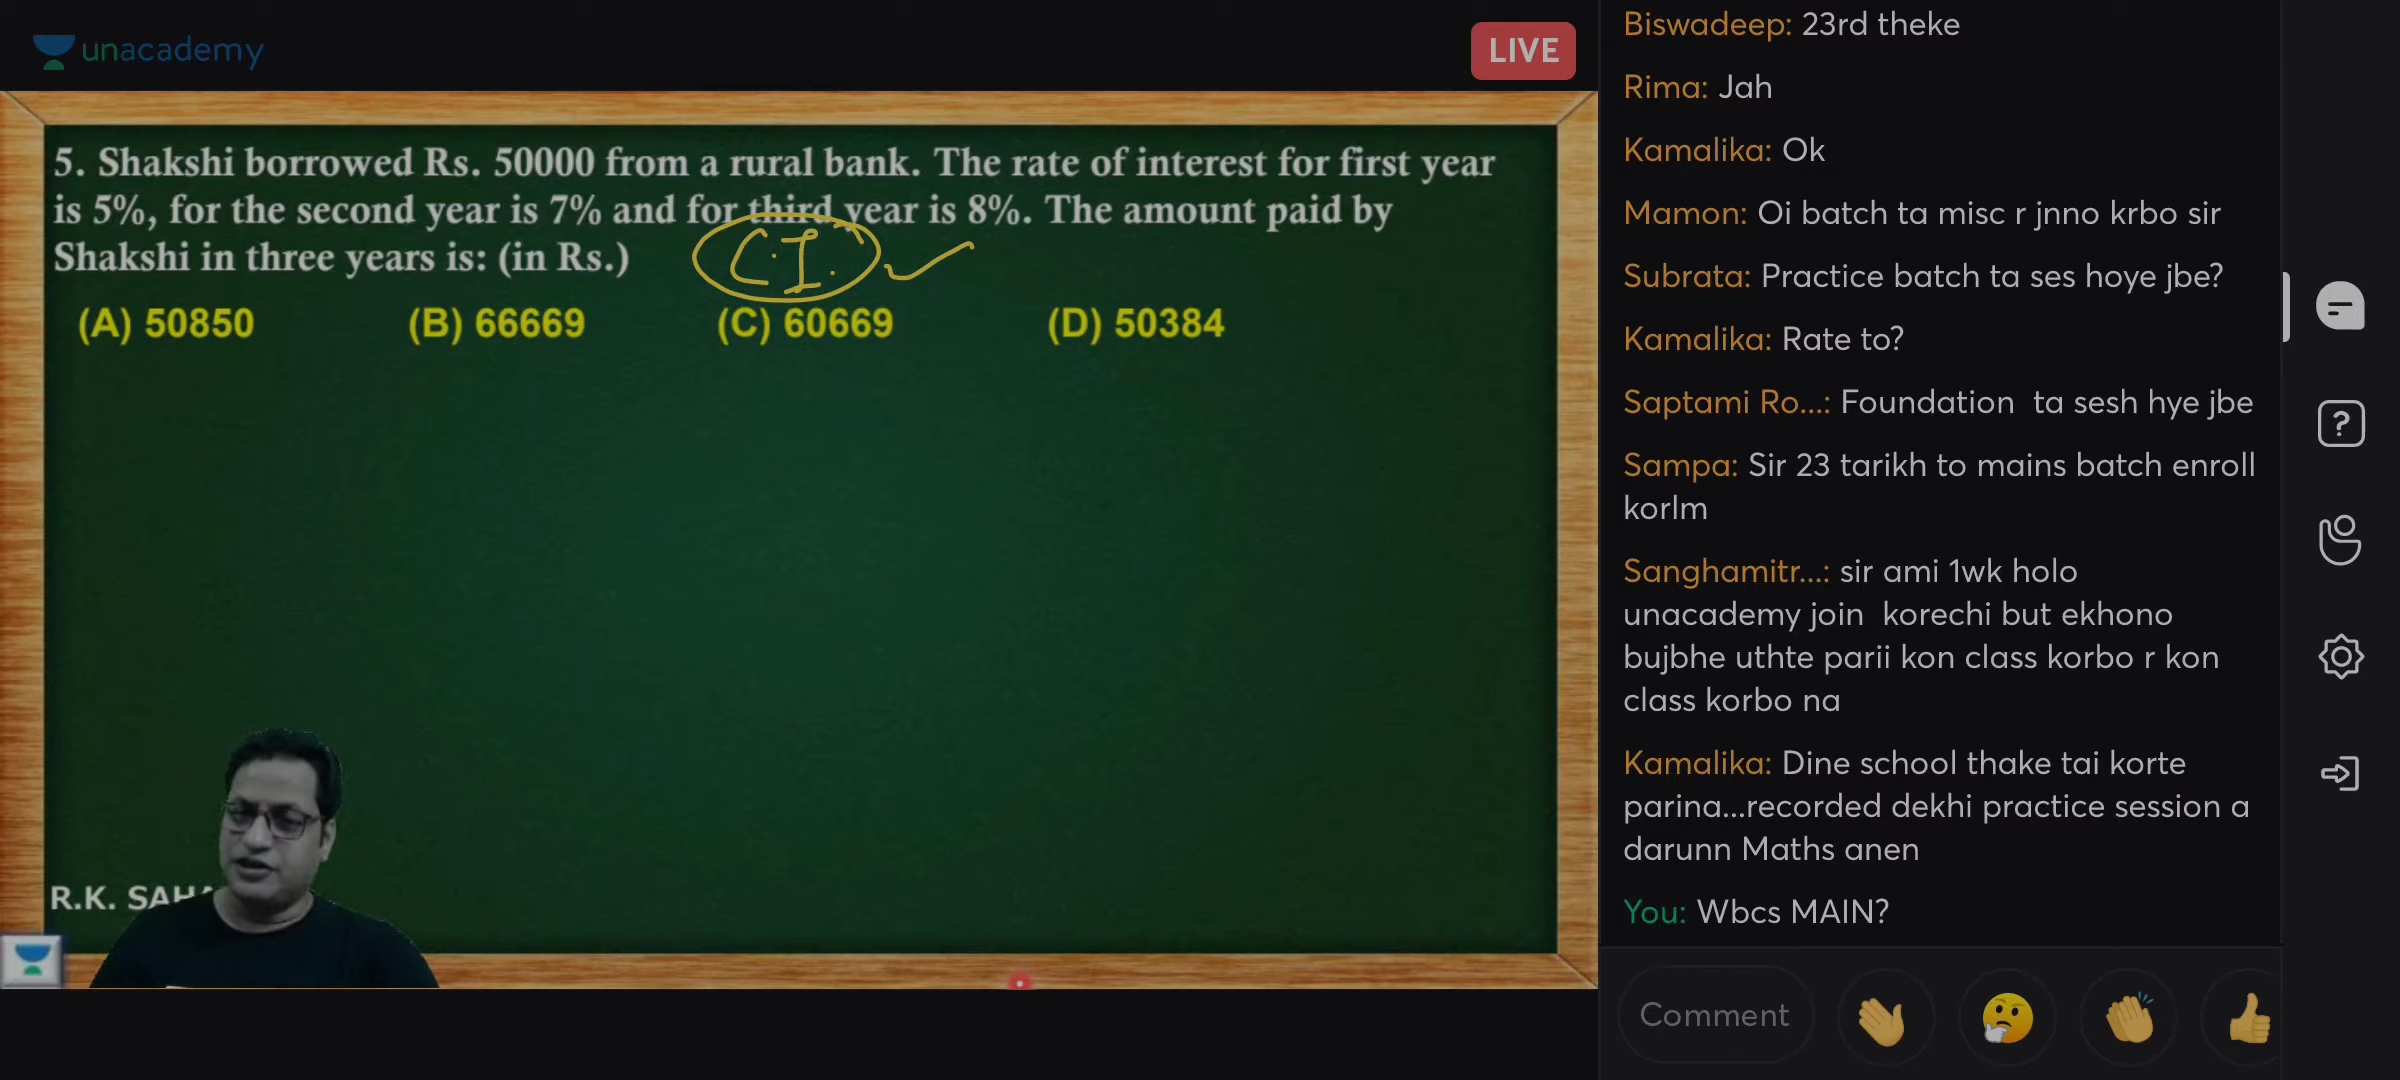 unacademy
LIVE
5. Shakshi borrowed Rs. 50000 from a rural bank. The rate of interest for first year
is 5%, for the second year is 7% and for third year is 8%. The amount paid by
Shakshi in three years is: (in Rs.)
C.I.
(A) 50850 (B) 66669 (C) 60669 (D) 50384
R.K. SAHA
Biswadeep: 23rd theke
Rima: Jah
Kamalika: Ok
Mamon: Oi batch ta misc r jnno krbo sir
Subrata: Practice batch ta ses hoye jbe?
Kamalika: Rate to?
Saptami Ro...: Foundation  ta sesh hye jbe
Sampa: Sir 23 tarikh to mains batch enroll
korlm
Sanghamitr...: sir ami 1wk holo
unacademy join  korechi but ekhono
bujbhe uthte parii kon class korbo r kon
class korbo na
Kamalika: Dine school thake tai korte
parina...recorded dekhi practice session a
darunn Maths anen
You: Wbcs MAIN?
Comment